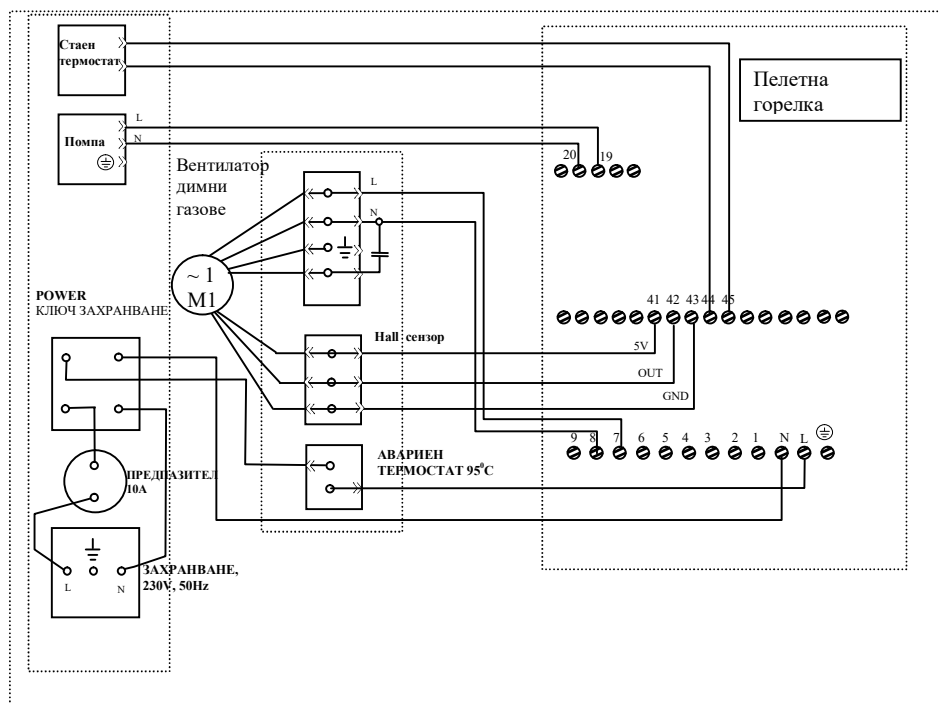 Стаен
термостат
Пелетна
горелка
L
Помпа
N
20 19
Вентилатор
димни
газове
L
N
~ 1
M1
POWER
КЛЮЧ ЗАХРАНВАНЕ
41 42 43 44 45
Hall сензор
5V
OUT
GND
9 8 7 6 5 4 3 2 1 N L
АВАРИЕН
ТЕРМОСТАТ 95⁰C
ПРЕДПАЗИТЕЛ
10A
ЗАХРАНВАНЕ,
230V, 50Hz
L N